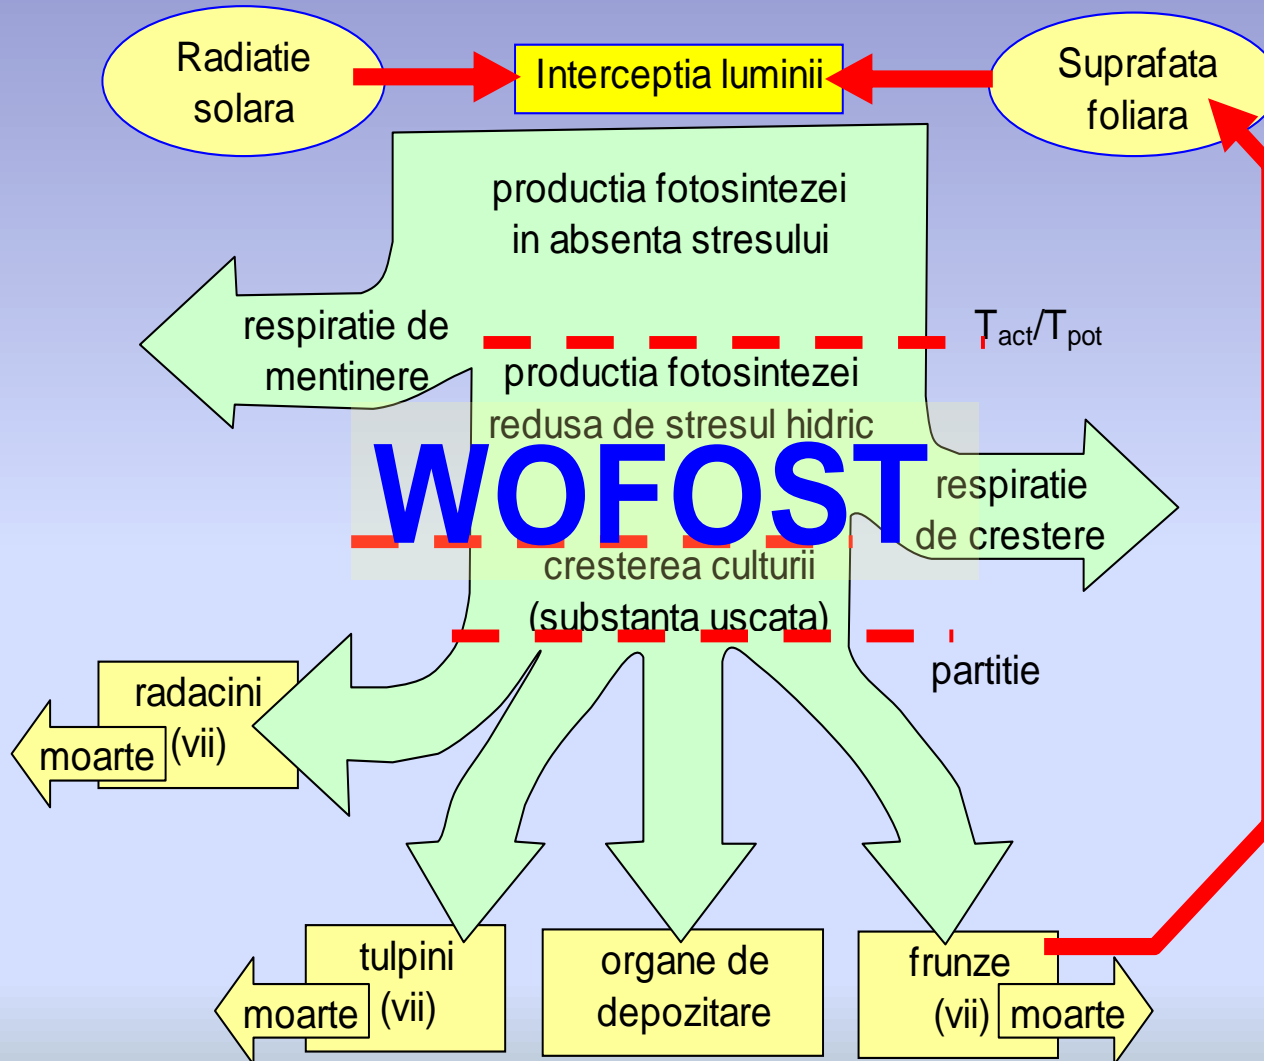 Radiatie
solara
Interceptia luminii
Suprafata
foliara
productia fotosintezei
in absenta stresului
respiratie de
mentinere
T_act/T_pot
productia fotosintezei
redusa de stresul hidric
WOFOST
respiratie
de crestere
cresterea culturii
(substanta uscata)
partitie
radacini
(vii)
moarte
tulpini
(vii)
moarte
organe de
depozitare
frunze
(vii)
moarte